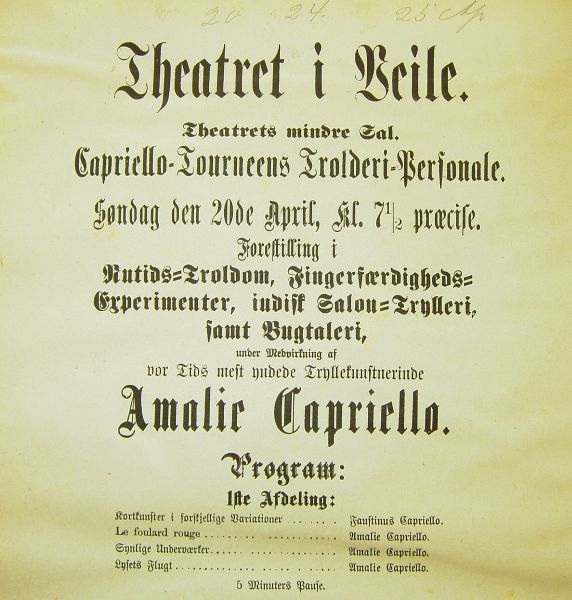 20 24. 25 Ap
Theatret i Veile.
Theatrets mindre Sal.
Capriello-Tourneens Trolderi-Personale.
Søndag den 20de April, Kl. 7 1/2 præcise.
Forestilling i
Nutids-Troldom, Fingerfærdigheds-
Experimenter, indisk Salon-Trylleri,
samt Bugtaleri,
under Medvirkning af
vor Tids mest yndede Tryllekunstnerinde
Amalie Capriello.
Program:
1ste Afdeling:
Kortkunster i forskjellige Variationer ........ Faustinus Capriello.
Le foulard rouge ........................ Amalie Capriello.
Synlige Underværker ........................ Amalie Capriello.
Lysets Flugt ........................ Amalie Capriello.
5 Minuters Pause.